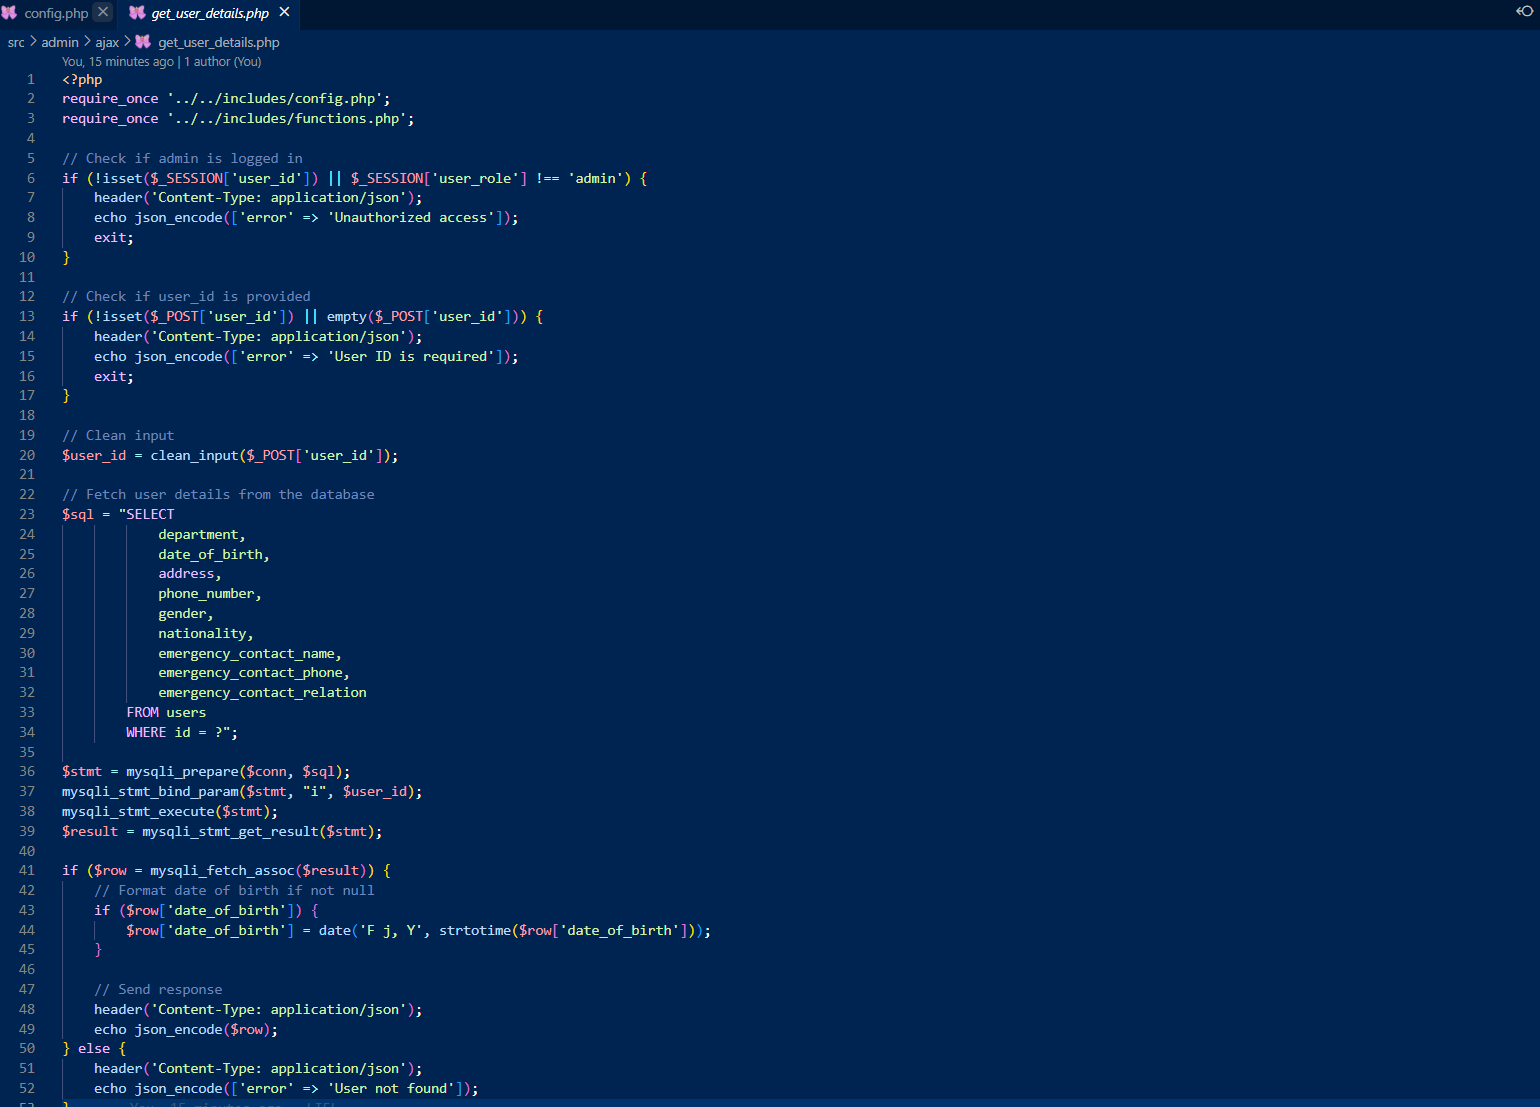 config.php get_user_details.php
src > admin > ajax > get_user_details.php
You, 15 minutes ago | 1 author (You)
1 <?php
2 require_once '../../includes/config.php';
3 require_once '../../includes/functions.php';
4
5 // Check if admin is logged in
6 if (!isset($_SESSION['user_id']) || $_SESSION['user_role'] !== 'admin') {
7 header('Content-Type: application/json');
8 echo json_encode(['error' => 'Unauthorized access']);
9 exit;
10 }
11
12 // Check if user_id is provided
13 if (!isset($_POST['user_id']) || empty($_POST['user_id'])) {
14 header('Content-Type: application/json');
15 echo json_encode(['error' => 'User ID is required']);
16 exit;
17 }
18
19 // Clean input
20 $user_id = clean_input($_POST['user_id']);
21
22 // Fetch user details from the database
23 $sql = "SELECT
24 department,
25 date_of_birth,
26 address,
27 phone_number,
28 gender,
29 nationality,
30 emergency_contact_name,
31 emergency_contact_phone,
32 emergency_contact_relation
33 FROM users
34 WHERE id = ?";
35
36 $stmt = mysqli_prepare($conn, $sql);
37 mysqli_stmt_bind_param($stmt, "i", $user_id);
38 mysqli_stmt_execute($stmt);
39 $result = mysqli_stmt_get_result($stmt);
40
41 if ($row = mysqli_fetch_assoc($result)) {
42 // Format date of birth if not null
43 if ($row['date_of_birth']) {
44 $row['date_of_birth'] = date('F j, Y', strtotime($row['date_of_birth']));
45 }
46
47 // Send response
48 header('Content-Type: application/json');
49 echo json_encode($row);
50 } else {
51 header('Content-Type: application/json');
52 echo json_encode(['error' => 'User not found']);
53 }